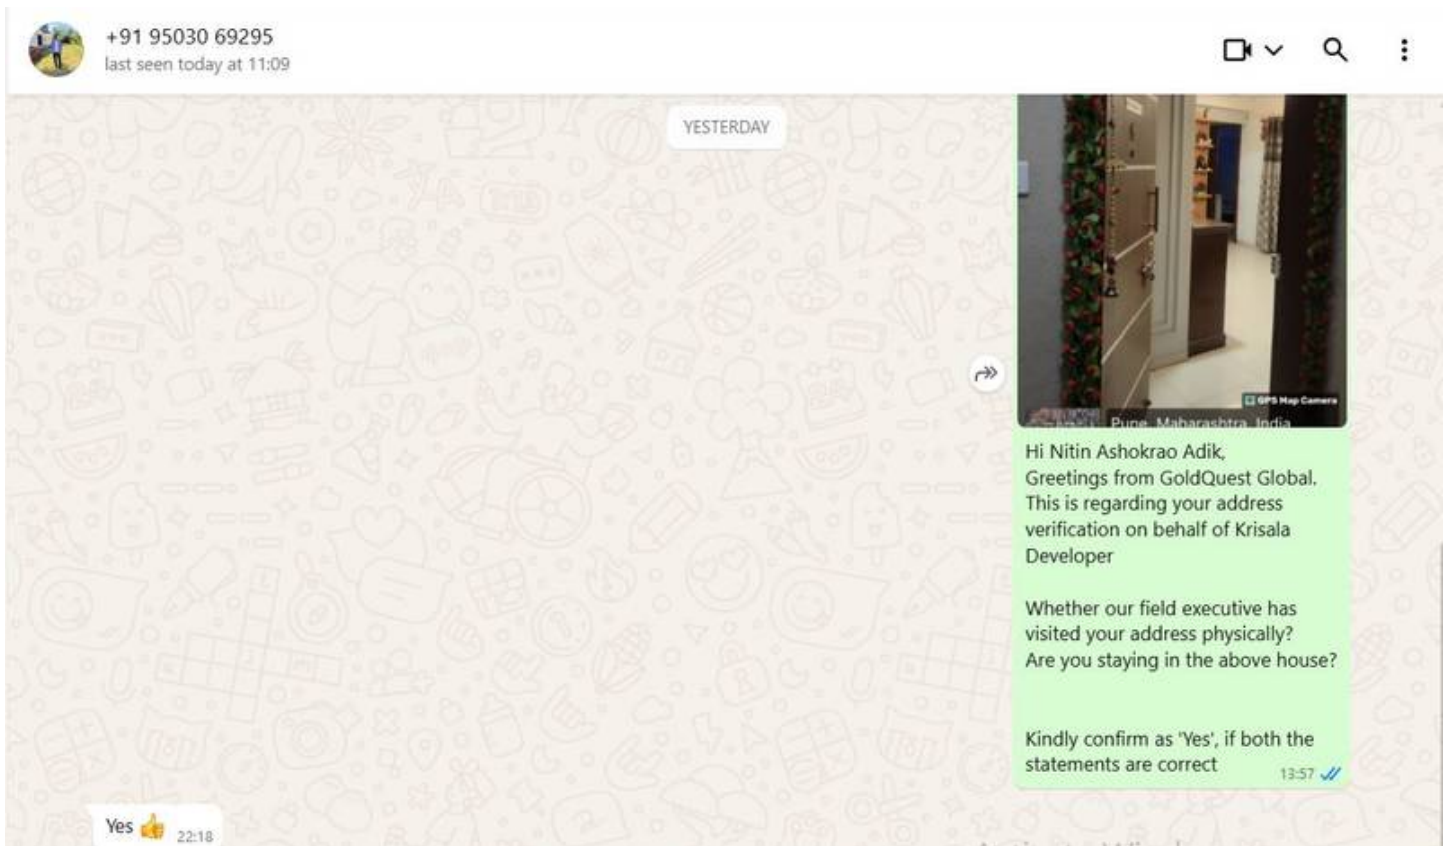 +91 95030 69295
last seen today at 11:09
YESTERDAY
GPS Map Camera
Pune, Maharashtra, India
Hi Nitin Ashokrao Adik,
Greetings from GoldQuest Global.
This is regarding your address
verification on behalf of Krisala
Developer
Whether our field executive has
visited your address physically?
Are you staying in the above house?
Kindly confirm as 'Yes', if both the
statements are correct
13:57
Yes 👍 22:18